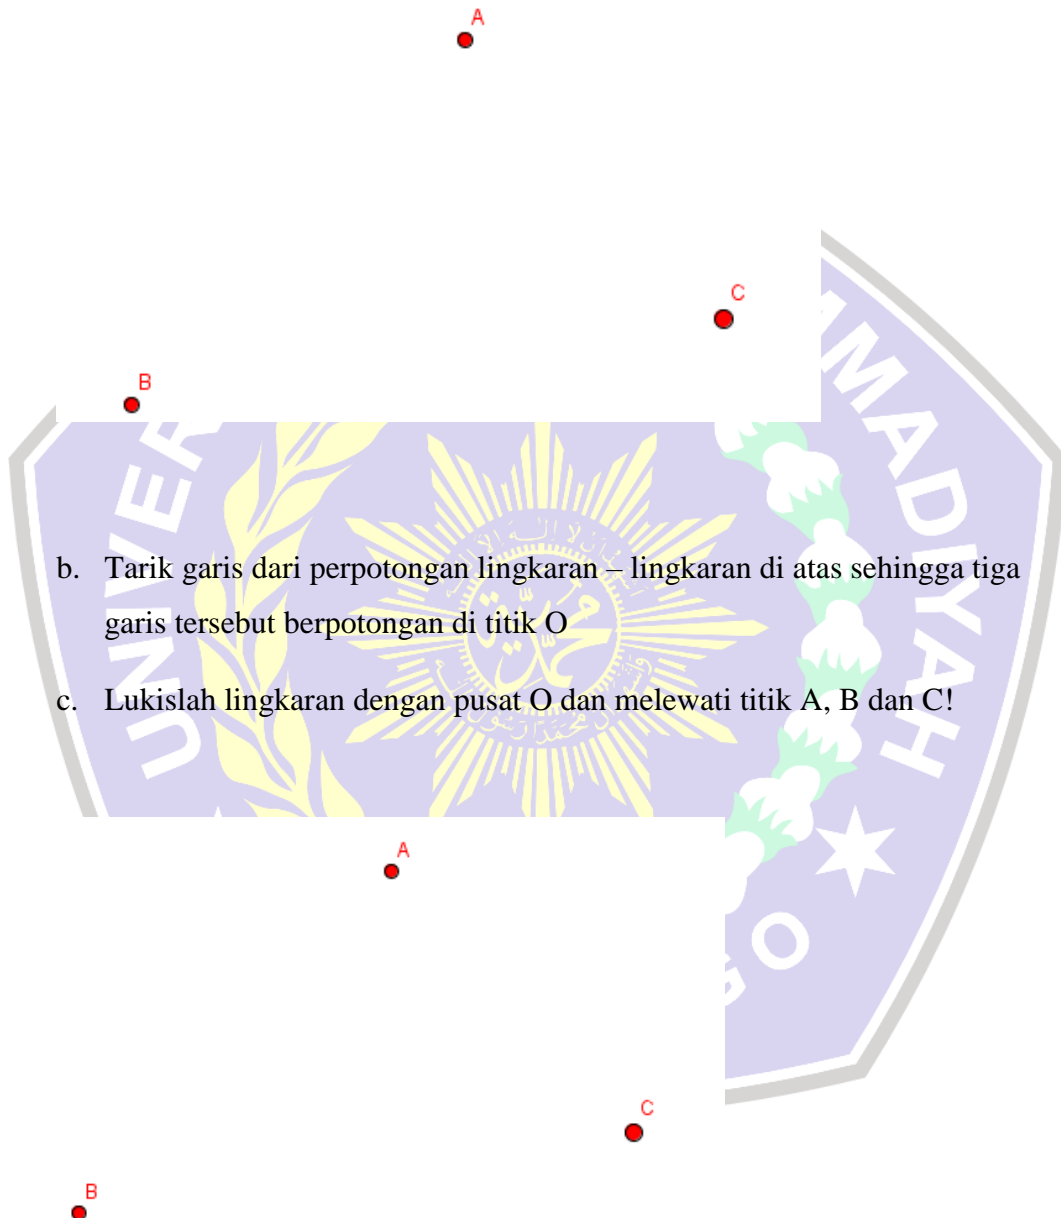 A
C
B
b. Tarik garis dari perpotongan lingkaran – lingkaran di atas sehingga tiga
garis tersebut berpotongan di titik O
c. Lukislah lingkaran dengan pusat O dan melewati titik A, B dan C!
A
C
B